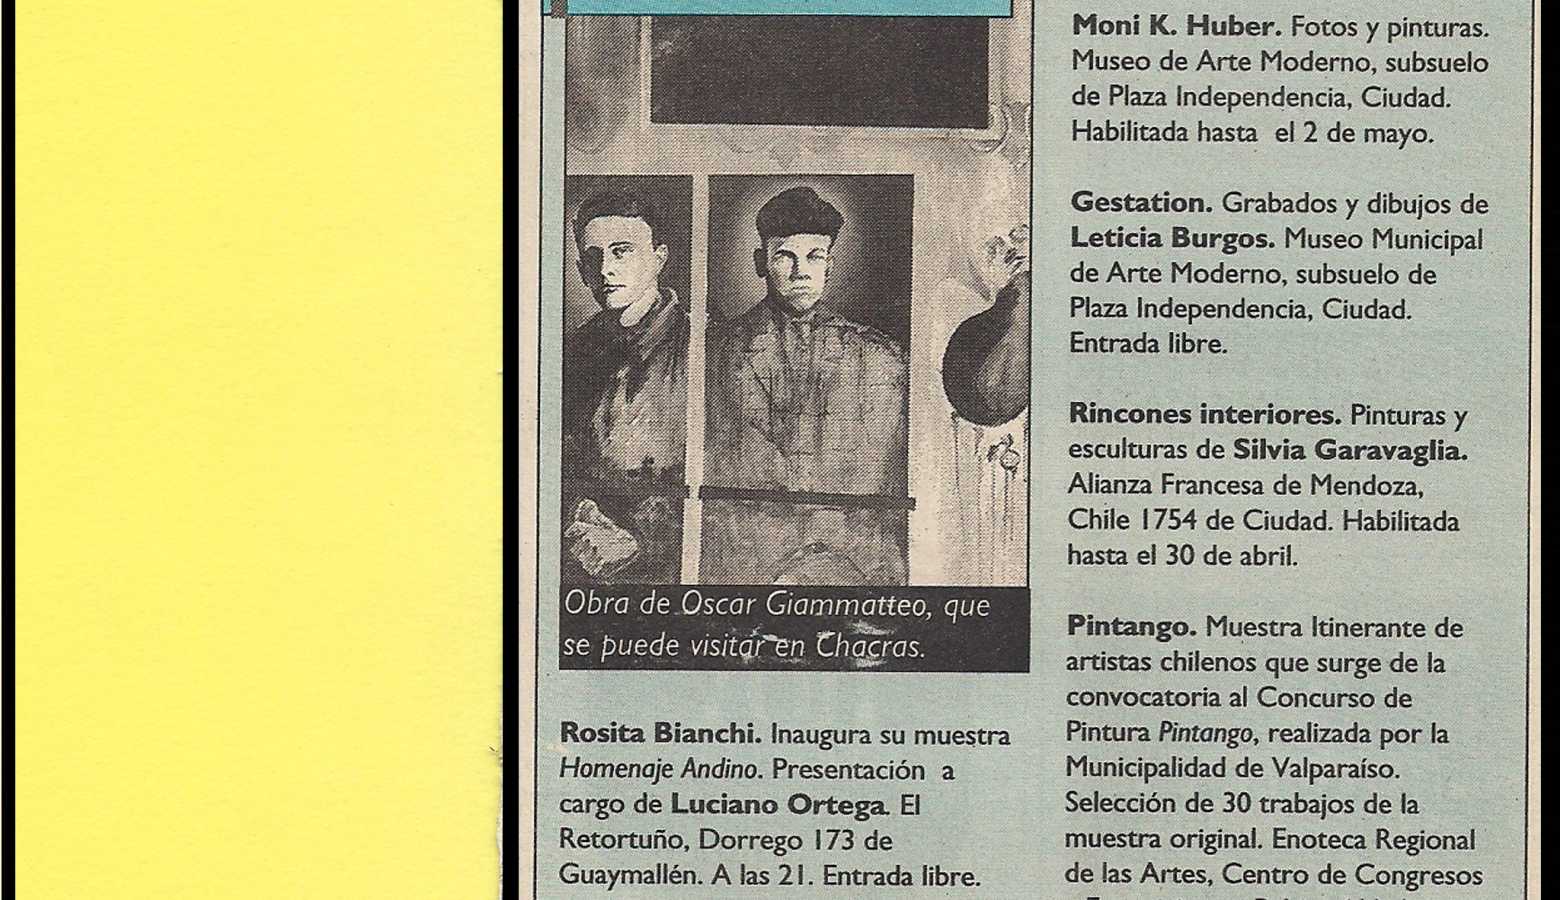 Obra de Oscar Giammatteo, que
se puede visitar en Chacras.
Rosita Bianchi. Inaugura su muestra
Homenaje Andino. Presentación a
cargo de Luciano Ortega. El
Retortuño, Dorrego 173 de
Guaymallén. A las 21. Entrada libre.
Moni K. Huber. Fotos y pinturas.
Museo de Arte Moderno, subsuelo
de Plaza Independencia, Ciudad.
Habilitada hasta el 2 de mayo.
Gestation. Grabados y dibujos de
Leticia Burgos. Museo Municipal
de Arte Moderno, subsuelo de
Plaza Independencia, Ciudad.
Entrada libre.
Rincones interiores. Pinturas y
esculturas de Silvia Garavaglia.
Alianza Francesa de Mendoza,
Chile 1754 de Ciudad. Habilitada
hasta el 30 de abril.
Pintango. Muestra Itinerante de
artistas chilenos que surge de la
convocatoria al Concurso de
Pintura Pintango, realizada por la
Municipalidad de Valparaíso.
Selección de 30 trabajos de la
muestra original. Enoteca Regional
de las Artes, Centro de Congresos